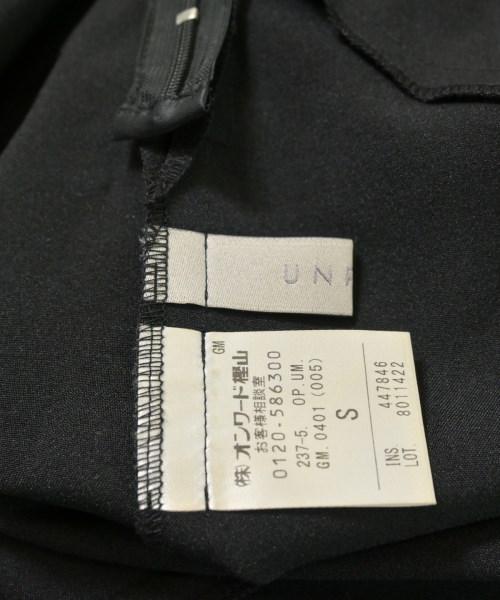 UN
GM
(株)オンワード樫山
お客様相談室
0120-586300
237-5. OP.UM.
GM.0401 (005)
S
INS 447846
LOT. 8011422